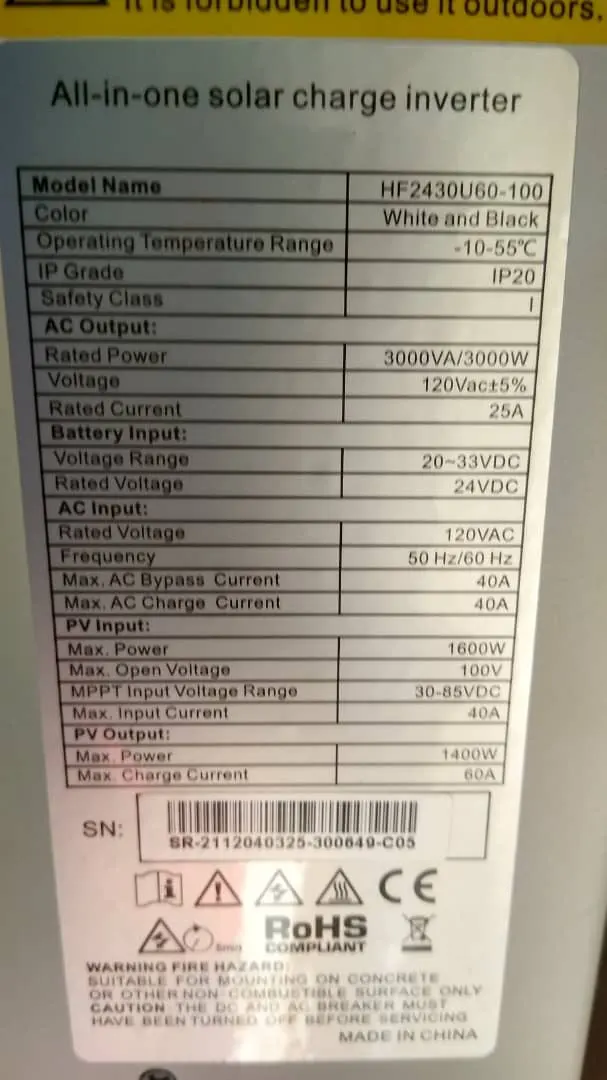 It is forbidden to use it outdoors.
All-in-one solar charge inverter
Model Name HF2430U60-100
Color White and Black
Operating Temperature Range -10-55℃
IP Grade IP20
Safety Class I
AC Output:
Rated Power 3000VA/3000W
Voltage 120Vac±5%
Rated Current 25A
Battery Input:
Voltage Range 20~33VDC
Rated Voltage 24VDC
AC Input:
Rated Voltage 120VAC
Frequency 50 Hz/60 Hz
Max. AC Bypass Current 40A
Max. AC Charge Current 40A
PV Input:
Max. Power 1600W
Max. Open Voltage 100V
MPPT Input Voltage Range 30-85VDC
Max. Input Current 40A
PV Output:
Max. Power 1400W
Max. Charge Current 60A
SN:
SR-2112040325-300649-C05
CE
5min
RoHS
COMPLIANT
WARNING FIRE HAZARD:
SUITABLE FOR MOUNTING ON CONCRETE
OR OTHER NON-COMBUSTIBLE SURFACE ONLY
CAUTION THE DC AND AC BREAKER MUST
HAVE BEEN TURNED OFF BEFORE SERVICING
MADE IN CHINA